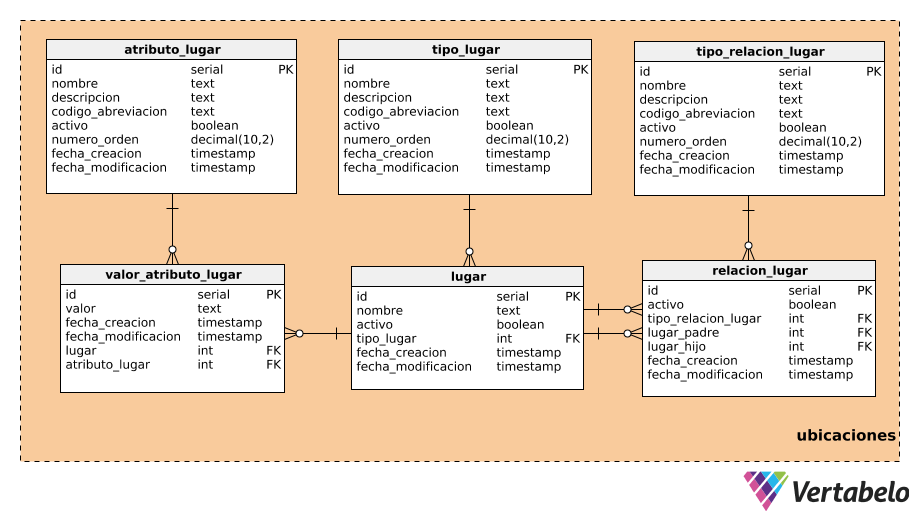 atributo_lugar
id serial PK
nombre text
descripcion text
codigo_abreviacion text
activo boolean
numero_orden decimal(10,2)
fecha_creacion timestamp
fecha_modificacion timestamp
tipo_lugar
id serial PK
nombre text
descripcion text
codigo_abreviacion text
activo boolean
numero_orden decimal(10,2)
fecha_creacion timestamp
fecha_modificacion timestamp
tipo_relacion_lugar
id serial PK
nombre text
descripcion text
codigo_abreviacion text
activo boolean
numero_orden decimal(10,2)
fecha_creacion timestamp
fecha_modificacion timestamp
valor_atributo_lugar
id serial PK
valor text
fecha_creacion timestamp
fecha_modificacion timestamp
lugar int FK
atributo_lugar int FK
lugar
id serial PK
nombre text
activo boolean
tipo_lugar int FK
fecha_creacion timestamp
fecha_modificacion timestamp
relacion_lugar
id serial PK
activo boolean
tipo_relacion_lugar int FK
lugar_padre int FK
lugar_hijo int FK
fecha_creacion timestamp
fecha_modificacion timestamp
ubicaciones
Vertabelo